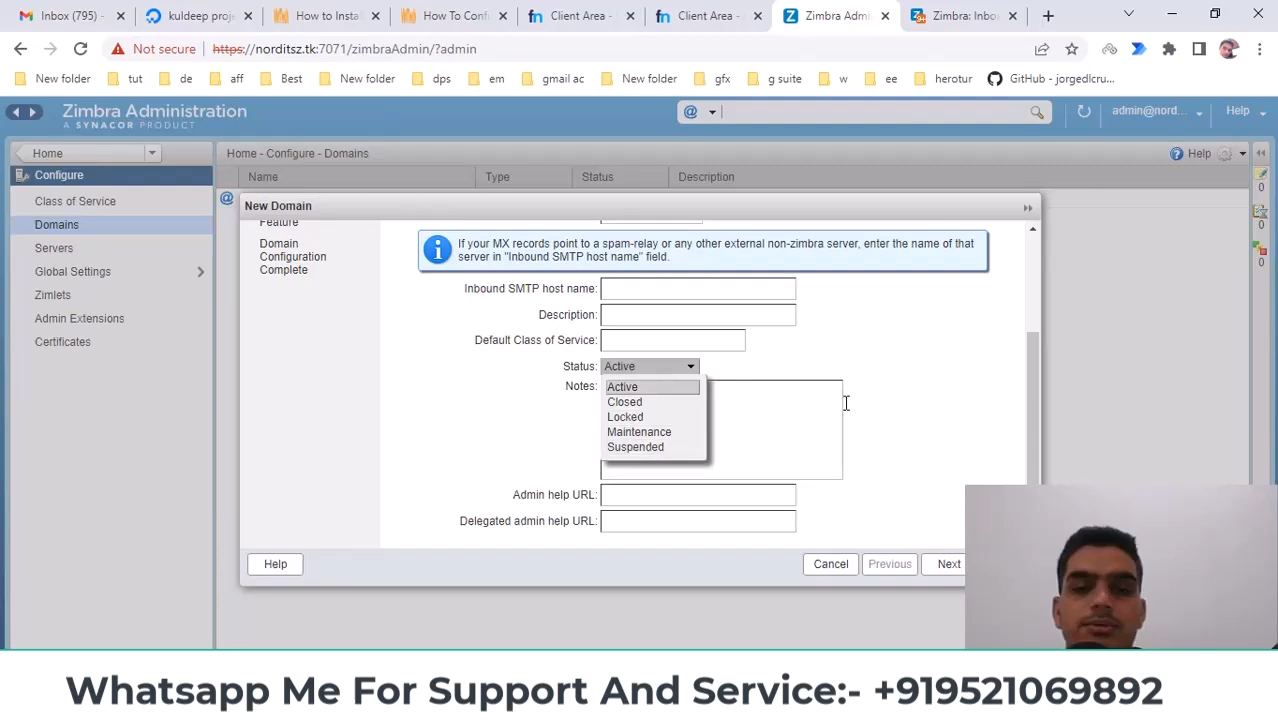 Inbox (795) -
kuldeep proje
How to Instal
How To Confi
Client Area -
Client Area -
Zimbra Admi
Zimbra: Inbo
Not secure
https://norditsz.tk:7071/zimbraAdmin/?admin
New folder
tut
de
aff
Best
New folder
dps
em
gmail ac
New folder
gfx
g suite
w
ee
herotur
GitHub - jorgedlcru...
Zimbra Administration
A SYNACOR PRODUCT
@
admin@nord...
Help
Home
Home - Configure - Domains
Help
Configure
Name
Type
Status
Description
0
Class of Service
Domains
Servers
Global Settings
Zimlets
Admin Extensions
Certificates
@
0
0
New Domain
Feature
Domain
Configuration
Complete
If your MX records point to a spam-relay or any other external non-zimbra server, enter the name of that
server in "Inbound SMTP host name" field.
Inbound SMTP host name:
Description:
Default Class of Service:
Status: Active
Notes:
Active
Closed
Locked
Maintenance
Suspended
Admin help URL:
Delegated admin help URL:
Help
Cancel
Previous
Next
Whatsapp Me For Support And Service:- +919521069892